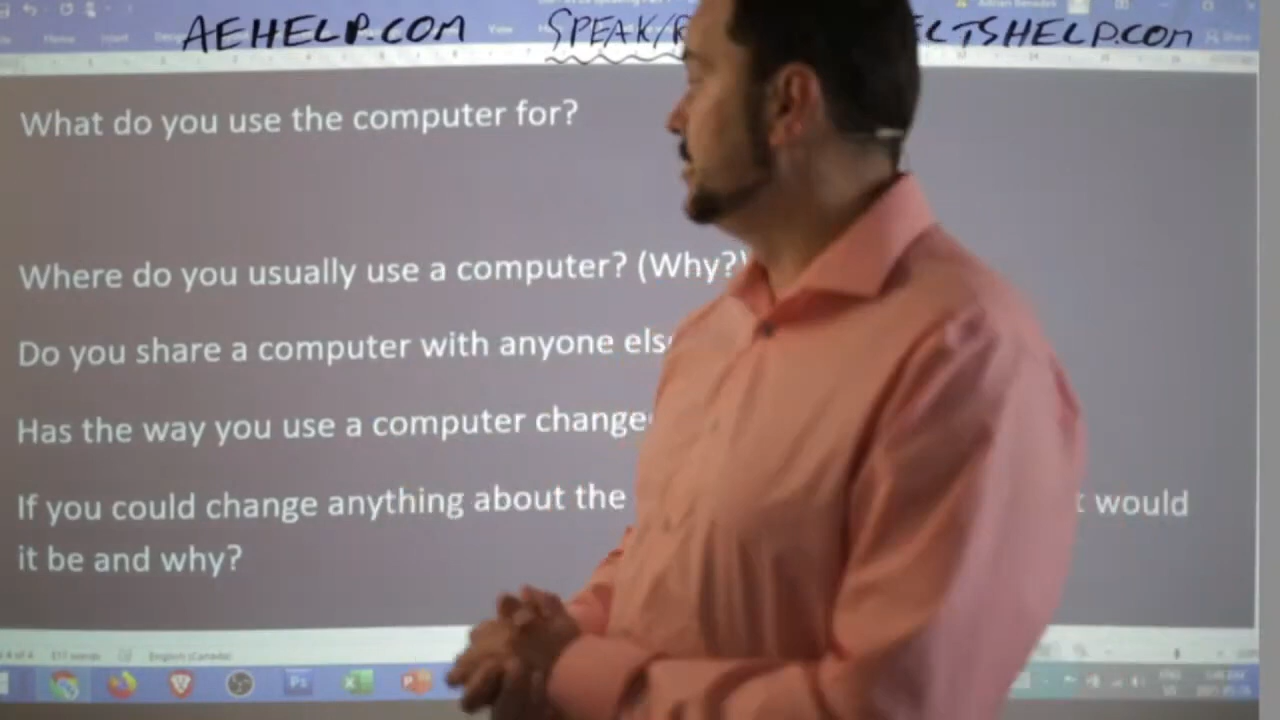 AEHELP.COM SPEAK/ ELTSHELP.COM
What do you use the computer for?
Where do you usually use a computer? (Why?)
Do you share a computer with anyone els
Has the way you use a computer change
If you could change anything about the t would
it be and why?
English (Canada)